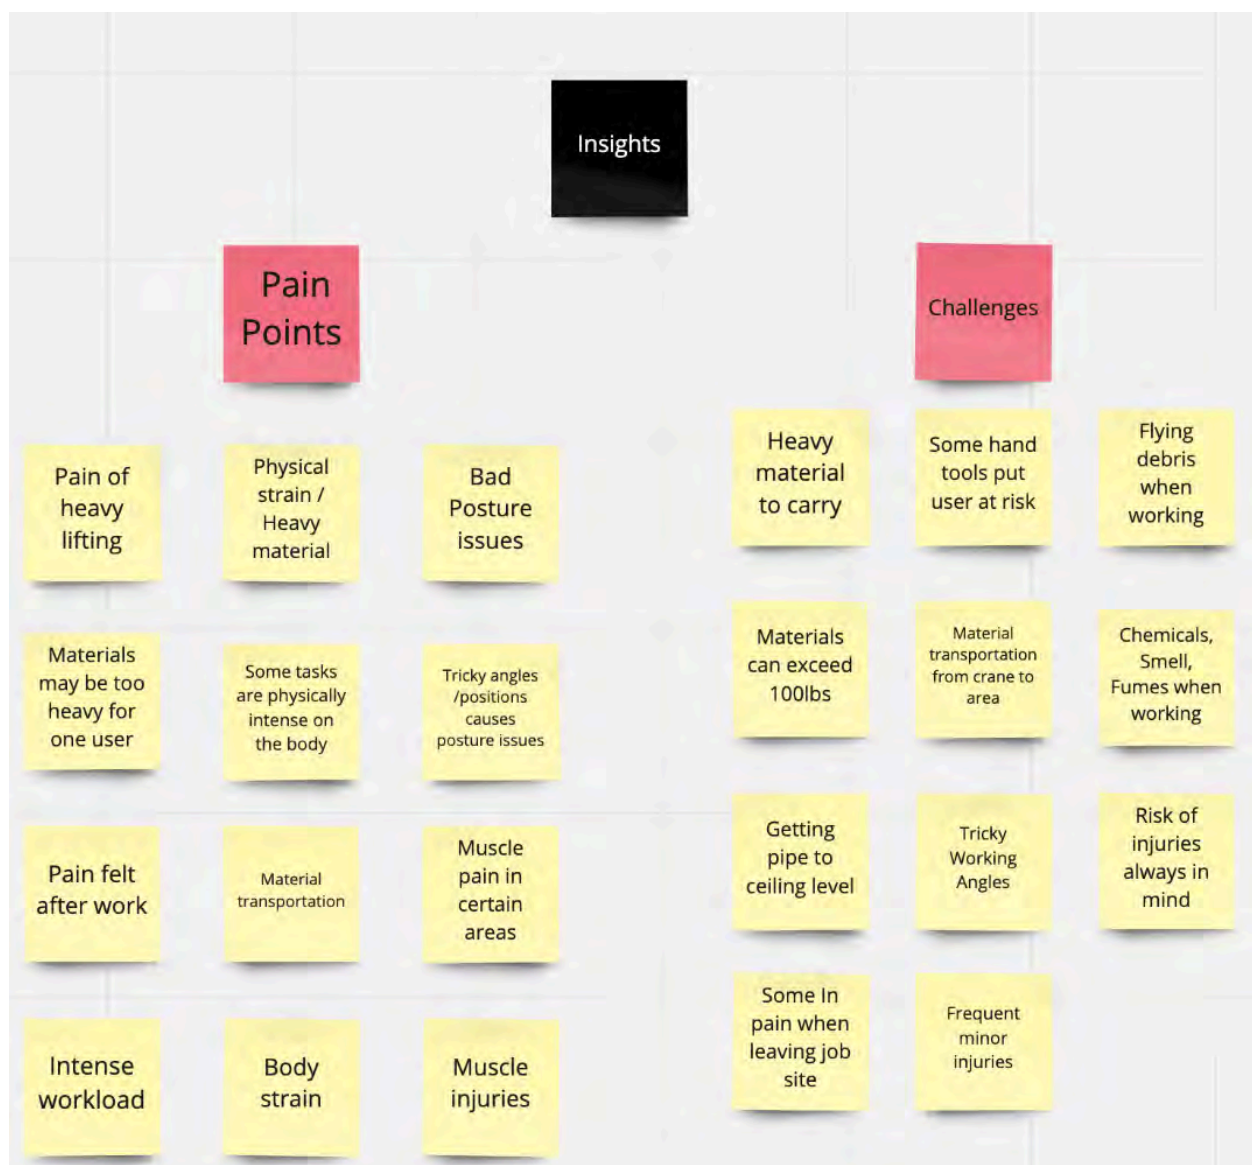 Insights
Pain
Points
Challenges
Pain of
heavy
lifting
Physical
strain /
Heavy
material
Bad
Posture
issues
Materials
may be too
heavy for
one user
Some tasks
are physically
intense on
the body
Tricky angles
/positions
causes
posture issues
Pain felt
after work
Material
transportation
Muscle
pain in
certain
areas
Intense
workload
Body
strain
Muscle
injuries
Heavy
material
to carry
Some hand
tools put
user at risk
Flying
debris
when
working
Materials
can exceed
100lbs
Material
transportation
from crane to
area
Chemicals,
Smell,
Fumes when
working
Getting
pipe to
ceiling level
Tricky
Working
Angles
Risk of
injuries
always in
mind
Some In
pain when
leaving job
site
Frequent
minor
injuries